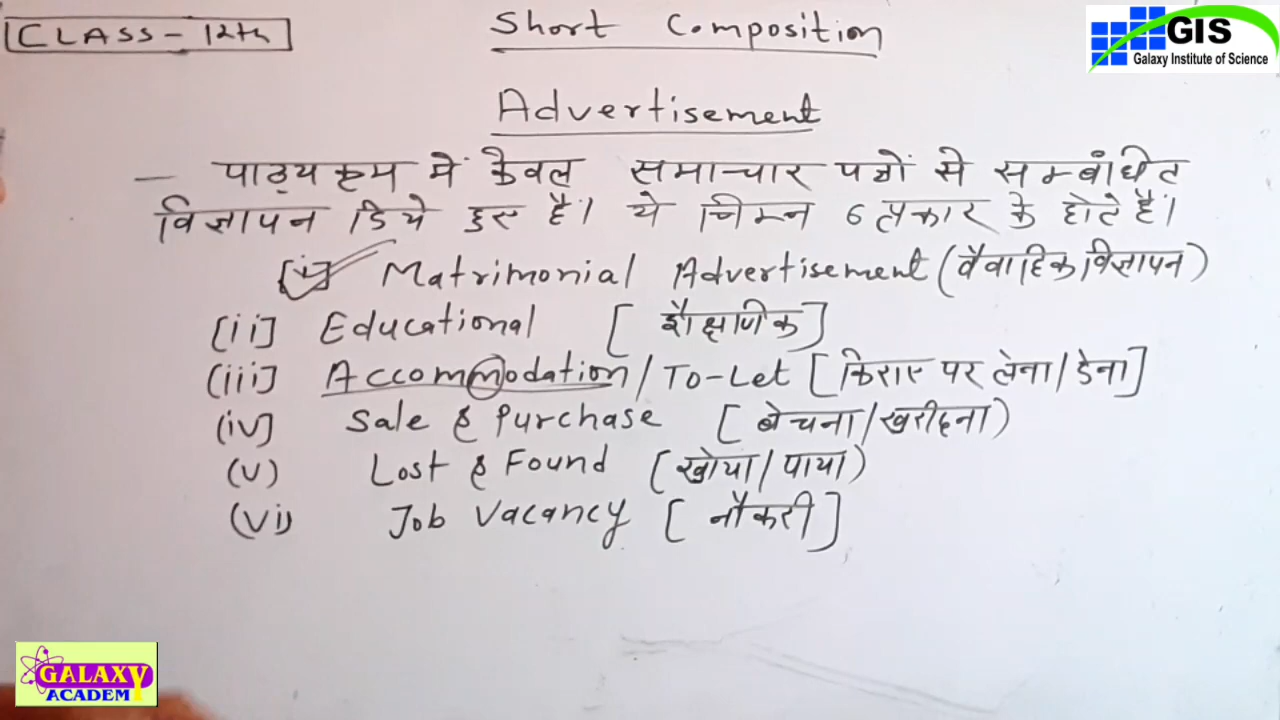 CLASS - 12th
Short Composition
GIS
Galaxy Institute of Science
Advertisement
— पाठ्यक्रम में केवल समाचार पत्रों से सम्बंधित
विज्ञापन दिये हुए है। ये निम्न 6 प्रकार के होते है।
(i) Matrimonial Advertisement (वैवाहिक विज्ञापन)
(ii) Educational [शैक्षणिक]
(iii) Accommodation / To-Let [किराए पर लेना/देना]
(iv) Sale & Purchase [बेचना/खरीदना)
(v) Lost & Found [खोया/पाया)
(vi) Job Vacancy [नौकरी]
GALAXY
ACADEM